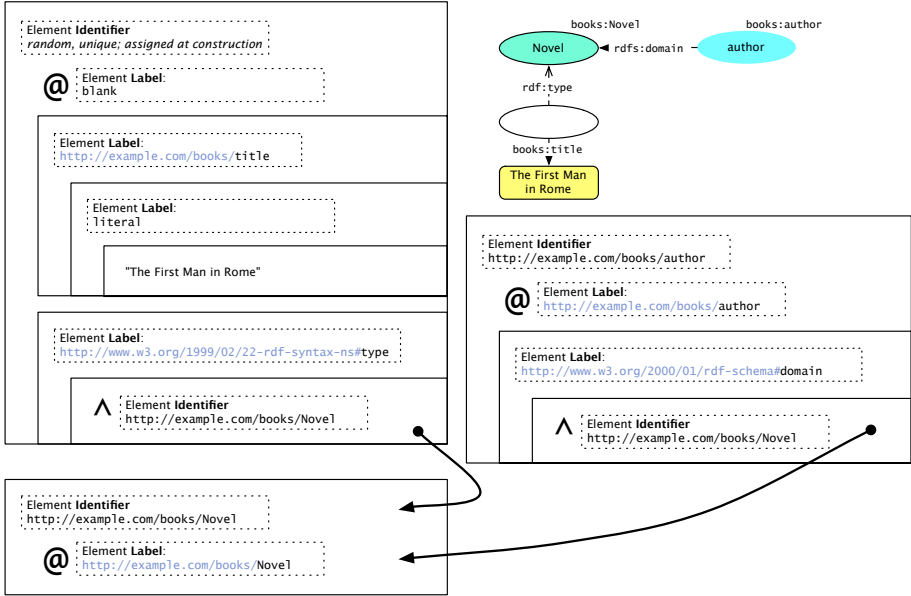 Element Identifier
random, unique; assigned at construction
@
Element Label:
blank
Element Label:
http://example.com/books/title
Element Label:
literal
"The First Man in Rome"
Element Label:
http://www.w3.org/1999/02/22-rdf-syntax-ns#type
^
Element Identifier
http://example.com/books/Novel
Element Identifier
http://example.com/books/Novel
@
Element Label:
http://example.com/books/Novel
books:Novel
books:author
Novel
rdfs:domain
author
rdf:type
books:title
The First Man
in Rome
Element Identifier
http://example.com/books/author
@
Element Label:
http://example.com/books/author
Element Label:
http://www.w3.org/2000/01/rdf-schema#domain
^
Element Identifier
http://example.com/books/Novel